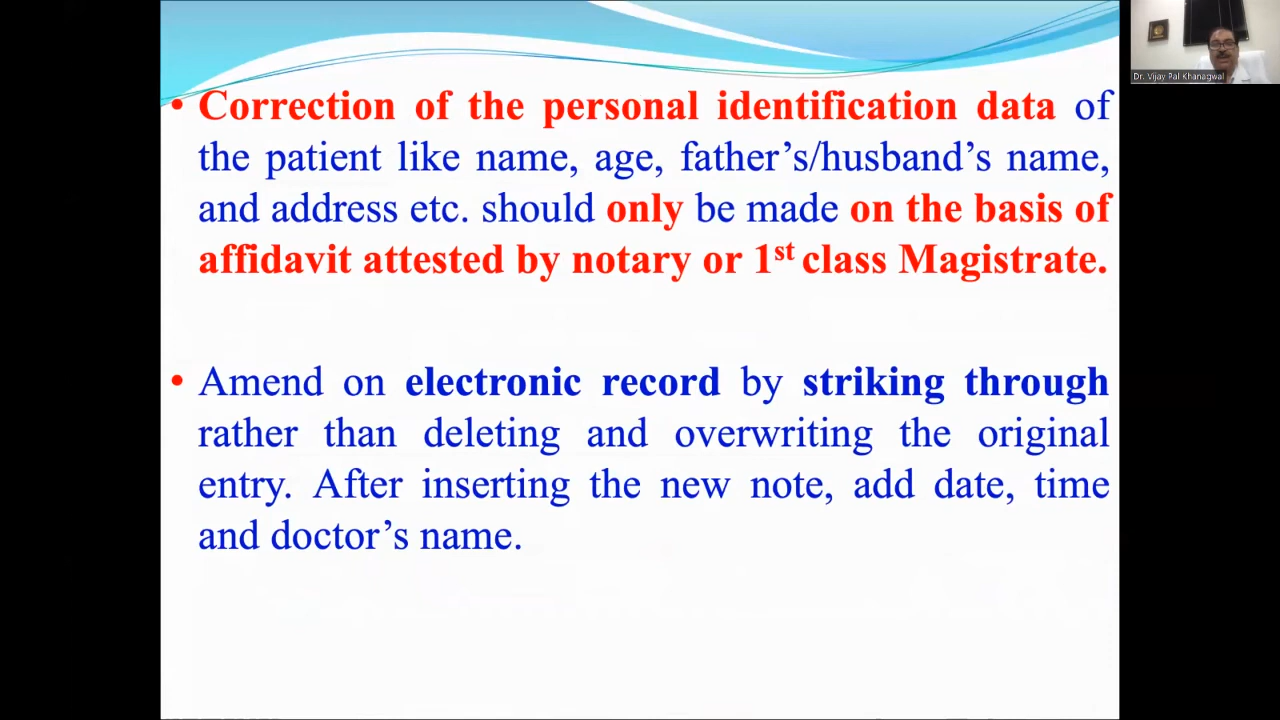 Dr. Vijay Pal Khanagwal
• Correction of the personal identification data of
the patient like name, age, father’s/husband’s name,
and address etc. should only be made on the basis of
affidavit attested by notary or 1st class Magistrate.
• Amend on electronic record by striking through
rather than deleting and overwriting the original
entry. After inserting the new note, add date, time
and doctor’s name.